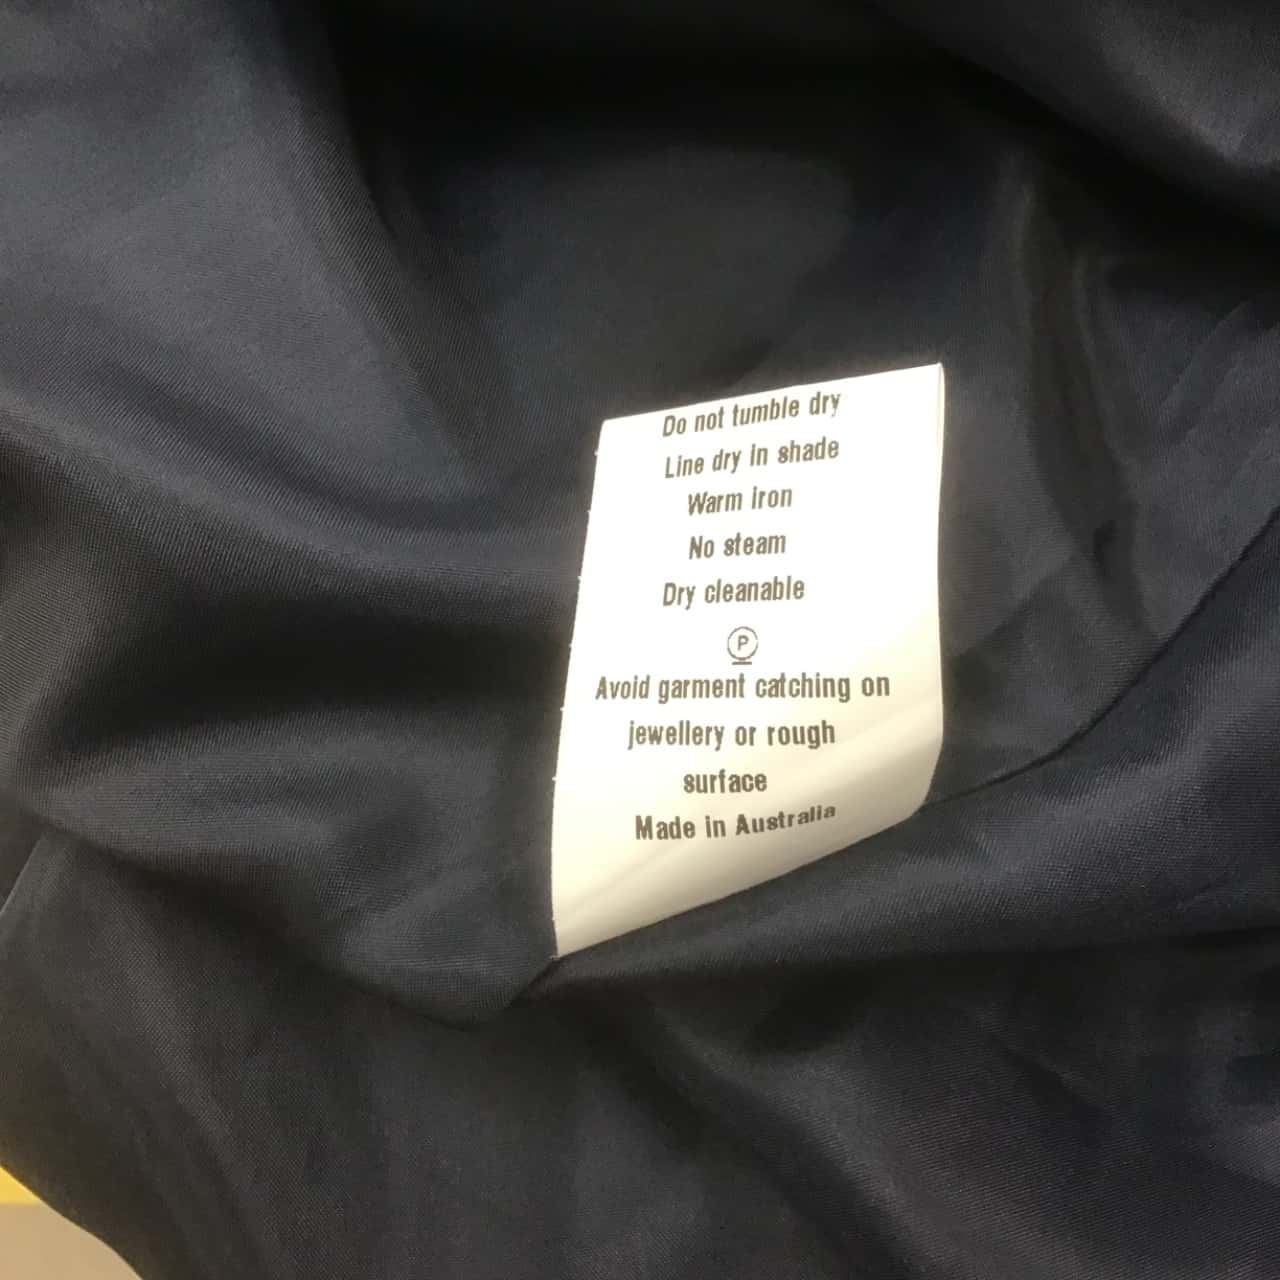 Do not tumble dry
Line dry in shade
Warm iron
No steam
Dry cleanable
P
Avoid garment catching on
jewellery or rough
surface
Made in Australia